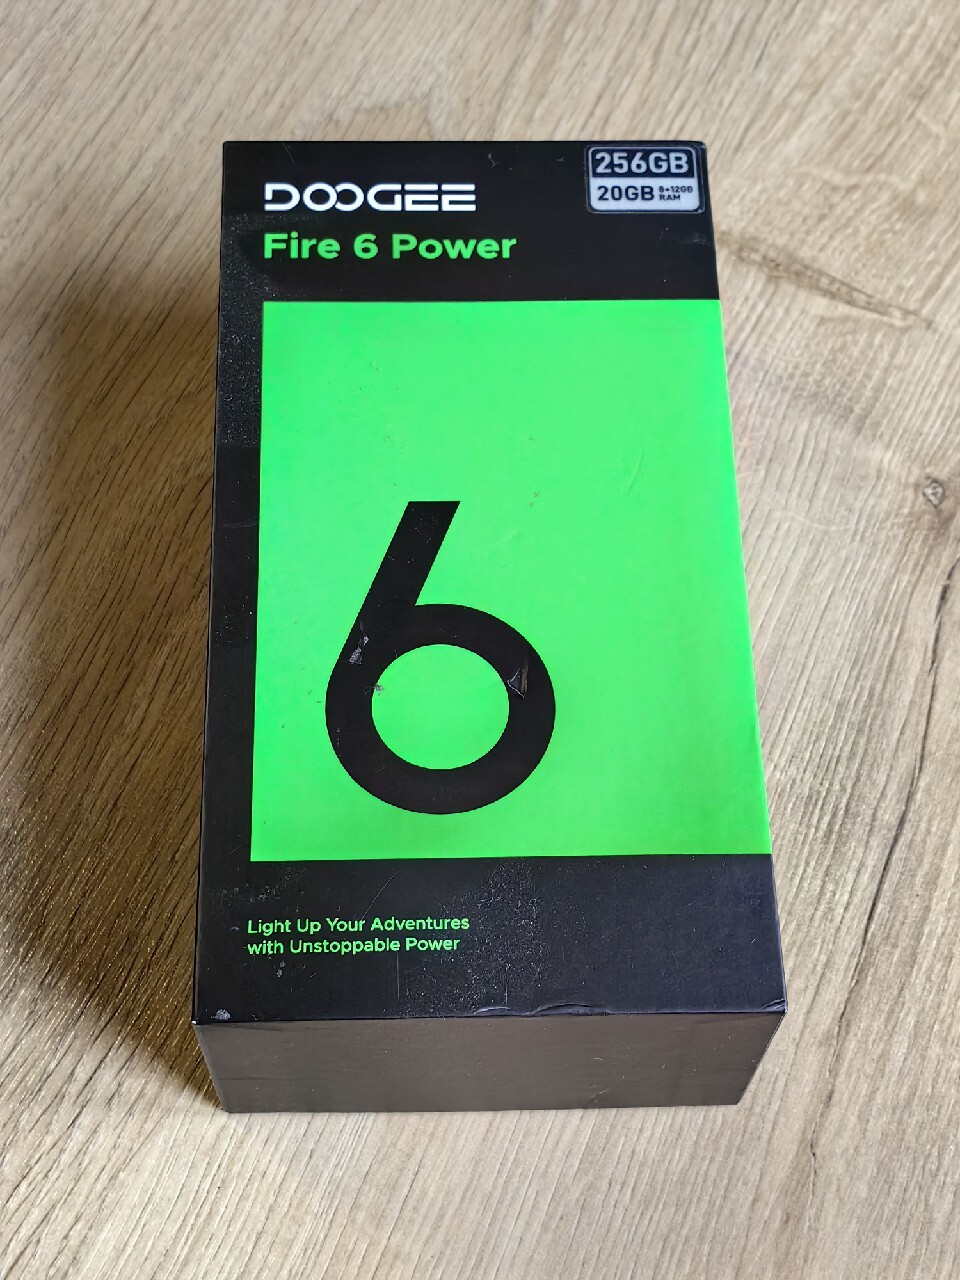 DOOGEE
256GB
20GB 8+12GB RAM
Fire 6 Power
6
Light Up Your Adventures
with Unstoppable Power